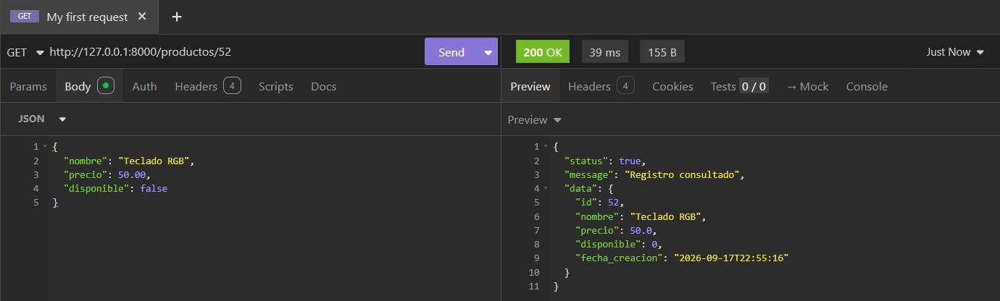 GET My first request
GET http://127.0.0.1:8000/productos/52 Send 200 OK 39 ms 155 B Just Now
Params Body Auth Headers 4 Scripts Docs
Preview Headers 4 Cookies Tests 0 / 0 → Mock Console
JSON
Preview
1 {
2 "nombre": "Teclado RGB",
3 "precio": 50.00,
4 "disponible": false
5 }
1 {
2 "status": true,
3 "message": "Registro consultado",
4 "data": {
5 "id": 52,
6 "nombre": "Teclado RGB",
7 "precio": 50.0,
8 "disponible": 0,
9 "fecha_creacion": "2026-09-17T22:55:16"
10 }
11 }